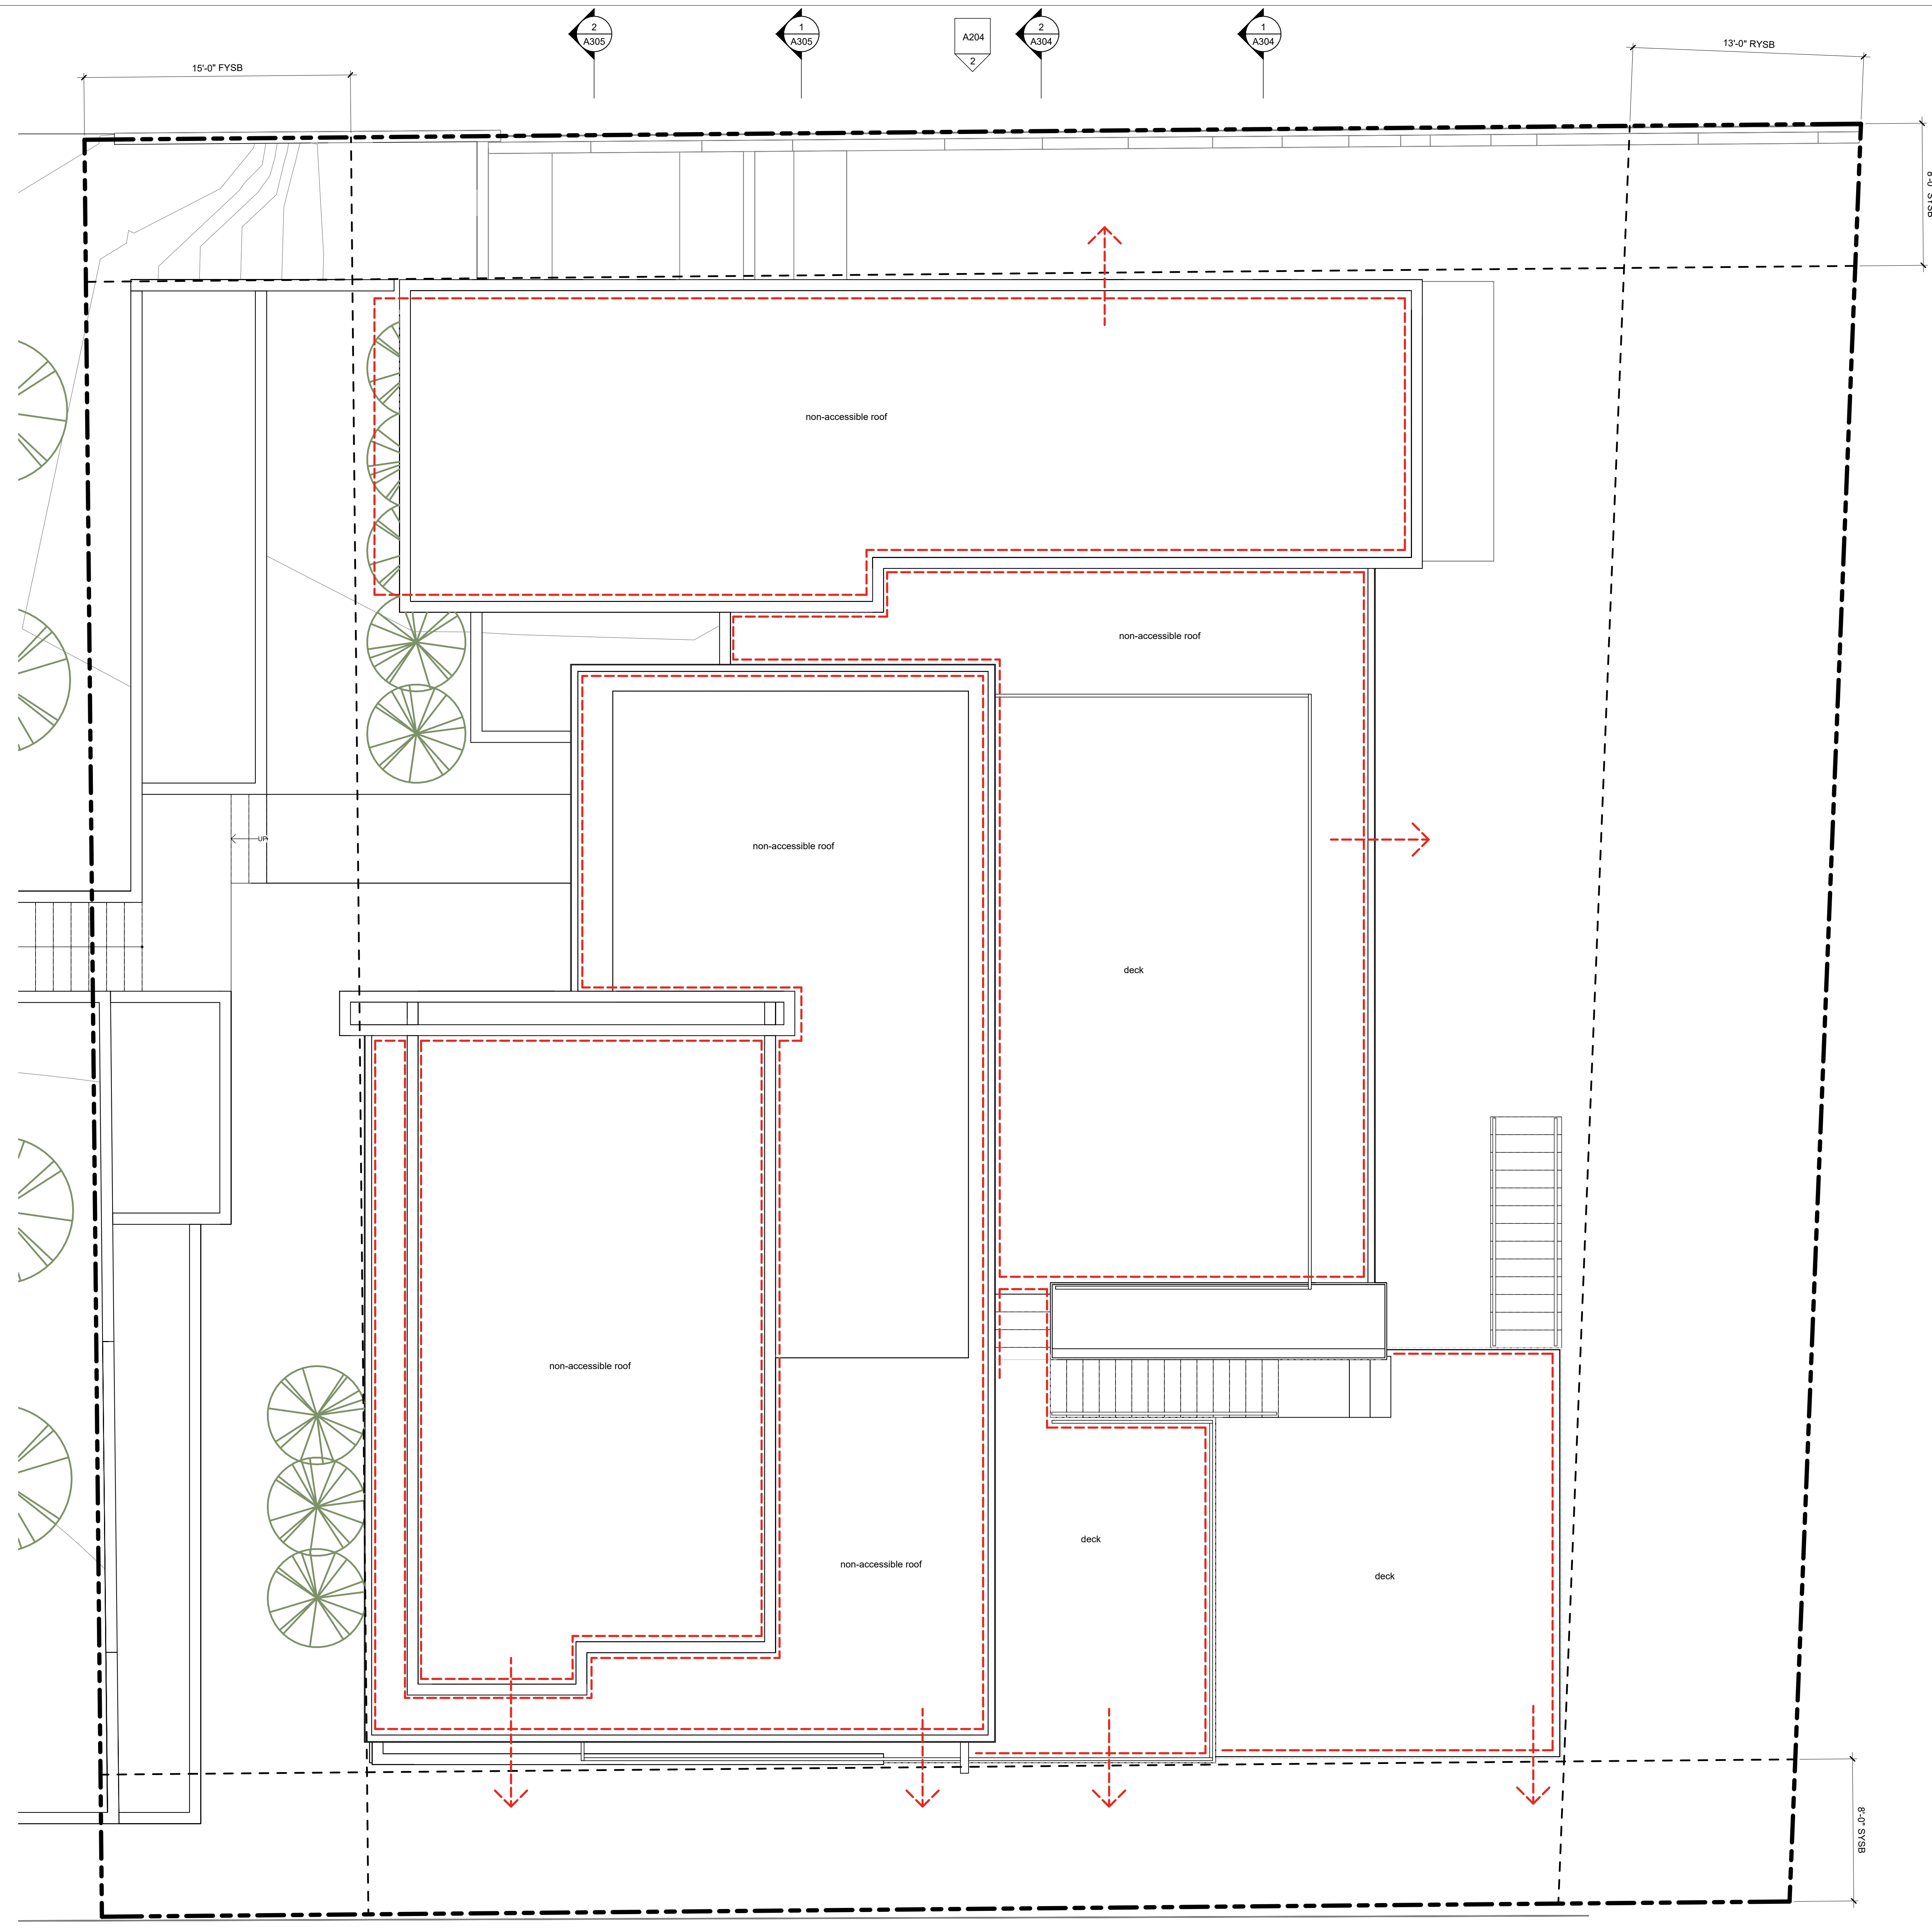 2
A305
1
A305
A204
2
2
A304
1
A304
15'-0" FYSB
13'-0" RYSB
8'-0" SYSB
non-accessible roof
non-accessible roof
UP
non-accessible roof
deck
non-accessible roof
deck
non-accessible roof
deck
8'-0" SYSB